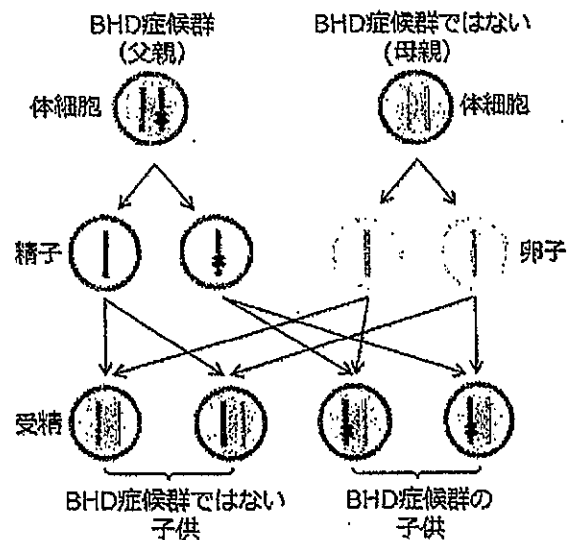 BHD症候群
(父親)
BHD症候群ではない
(母親)
体細胞
体細胞
精子
卵子
受精
BHD症候群ではない
子供
BHD症候群の
子供